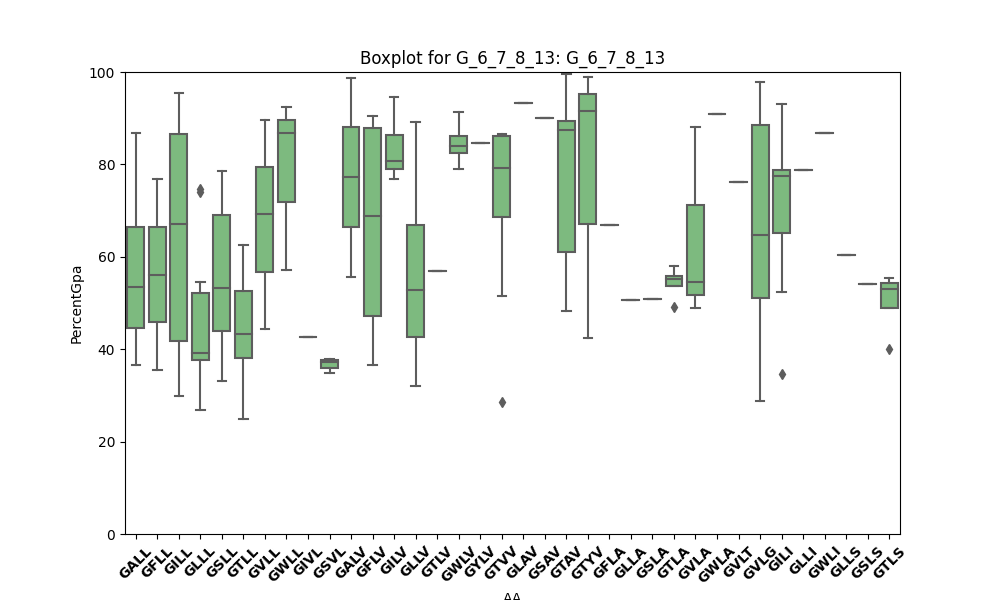 Boxplot for G_6_7_8_13: G_6_7_8_13
PercentGpa
100
80
60
40
20
0
GALL
GFLL
GILL
GLLL
GSLL
GTLL
GVLL
GWLL
GIVL
GSVL
GALV
GFLV
GILV
GLLV
GTLV
GWLV
GYLV
GTVV
GLAV
GSAV
GTAV
GTYV
GFLA
GLLA
GSLA
GTLA
GVLA
GWLA
GVLT
GVLG
GILI
GLLI
GWLI
GLLS
GSLS
GTLS
AA